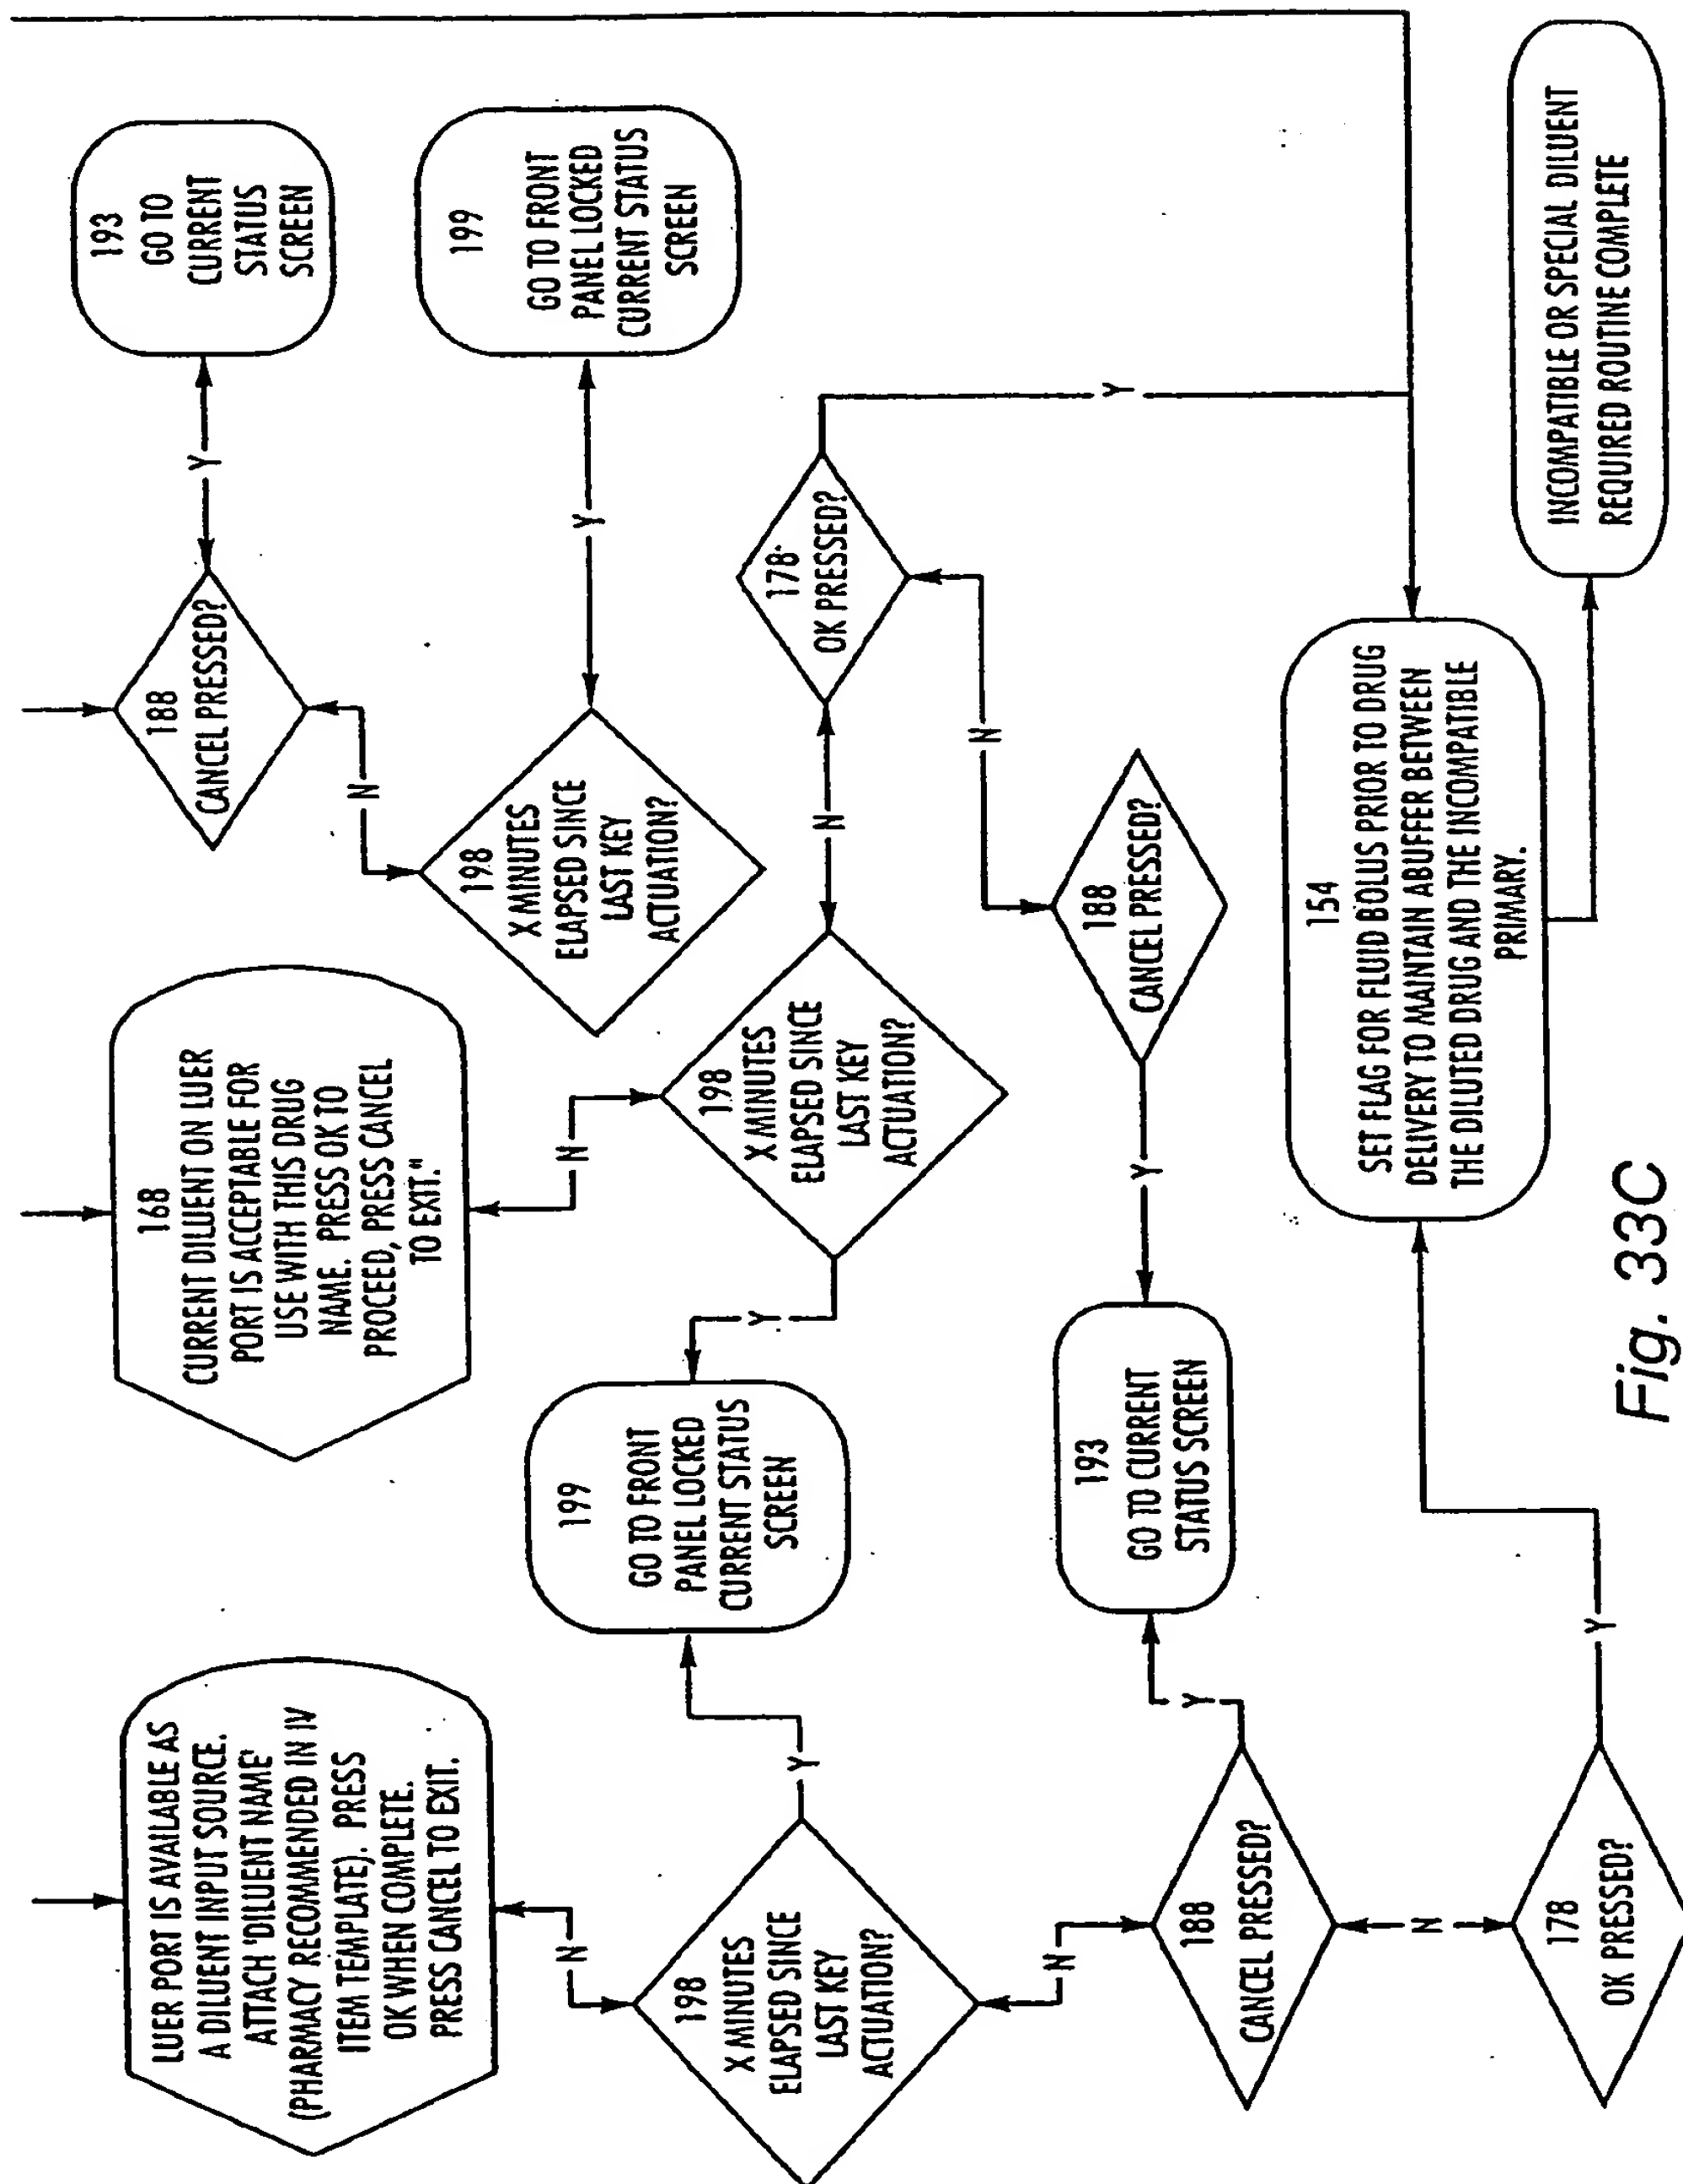 LUER PORT IS AVAILABLE AS
A DILUENT INPUT SOURCE.
ATTACH 'DILUENT NAME'
(PHARMACY RECOMMENDED IN IV
ITEM TEMPLATE). PRESS
OK WHEN COMPLETE.
PRESS CANCEL TO EXIT.
N
198
X MINUTES
ELAPSED SINCE
LAST KEY
ACTUATION?
Y
N
188
CANCEL PRESSED?
Y
N
178
OK PRESSED?
Y
199
GO TO FRONT
PANEL LOCKED
CURRENT STATUS
SCREEN
193
GO TO CURRENT
STATUS SCREEN
168
CURRENT DILUENT ON LUER
PORT IS ACCEPTABLE FOR
USE WITH THIS DRUG
NAME. PRESS OK TO
PROCEED, PRESS CANCEL
TO EXIT."
N
198
X MINUTES
ELAPSED SINCE
LAST KEY
ACTUATION?
Y
N
178
OK PRESSED?
Y
N
188
CANCEL PRESSED?
Y
188
CANCEL PRESSED?
Y
193
GO TO
CURRENT
STATUS
SCREEN
N
198
X MINUTES
ELAPSED SINCE
LAST KEY
ACTUATION?
Y
199
GO TO FRONT
PANEL LOCKED
CURRENT STATUS
SCREEN
154
SET FLAG FOR FLUID BOLUS PRIOR TO DRUG
DELIVERY TO MAINTAIN ABUFFER BETWEEN
THE DILUTED DRUG AND THE INCOMPATIBLE
PRIMARY.
INCOMPATIBLE OR SPECIAL DILUENT
REQUIRED ROUTINE COMPLETE
Fig. 33C